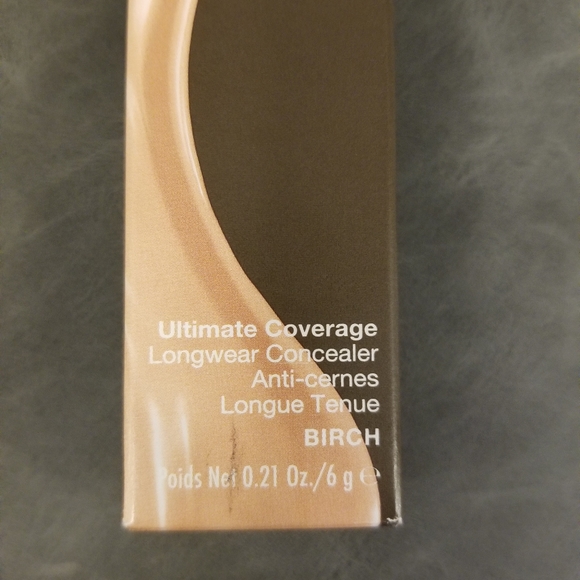 Ultimate Coverage
Longwear Concealer
Anti-cernes
Longue Tenue
BIRCH
Poids Net 0.21 Oz./6 g ℮